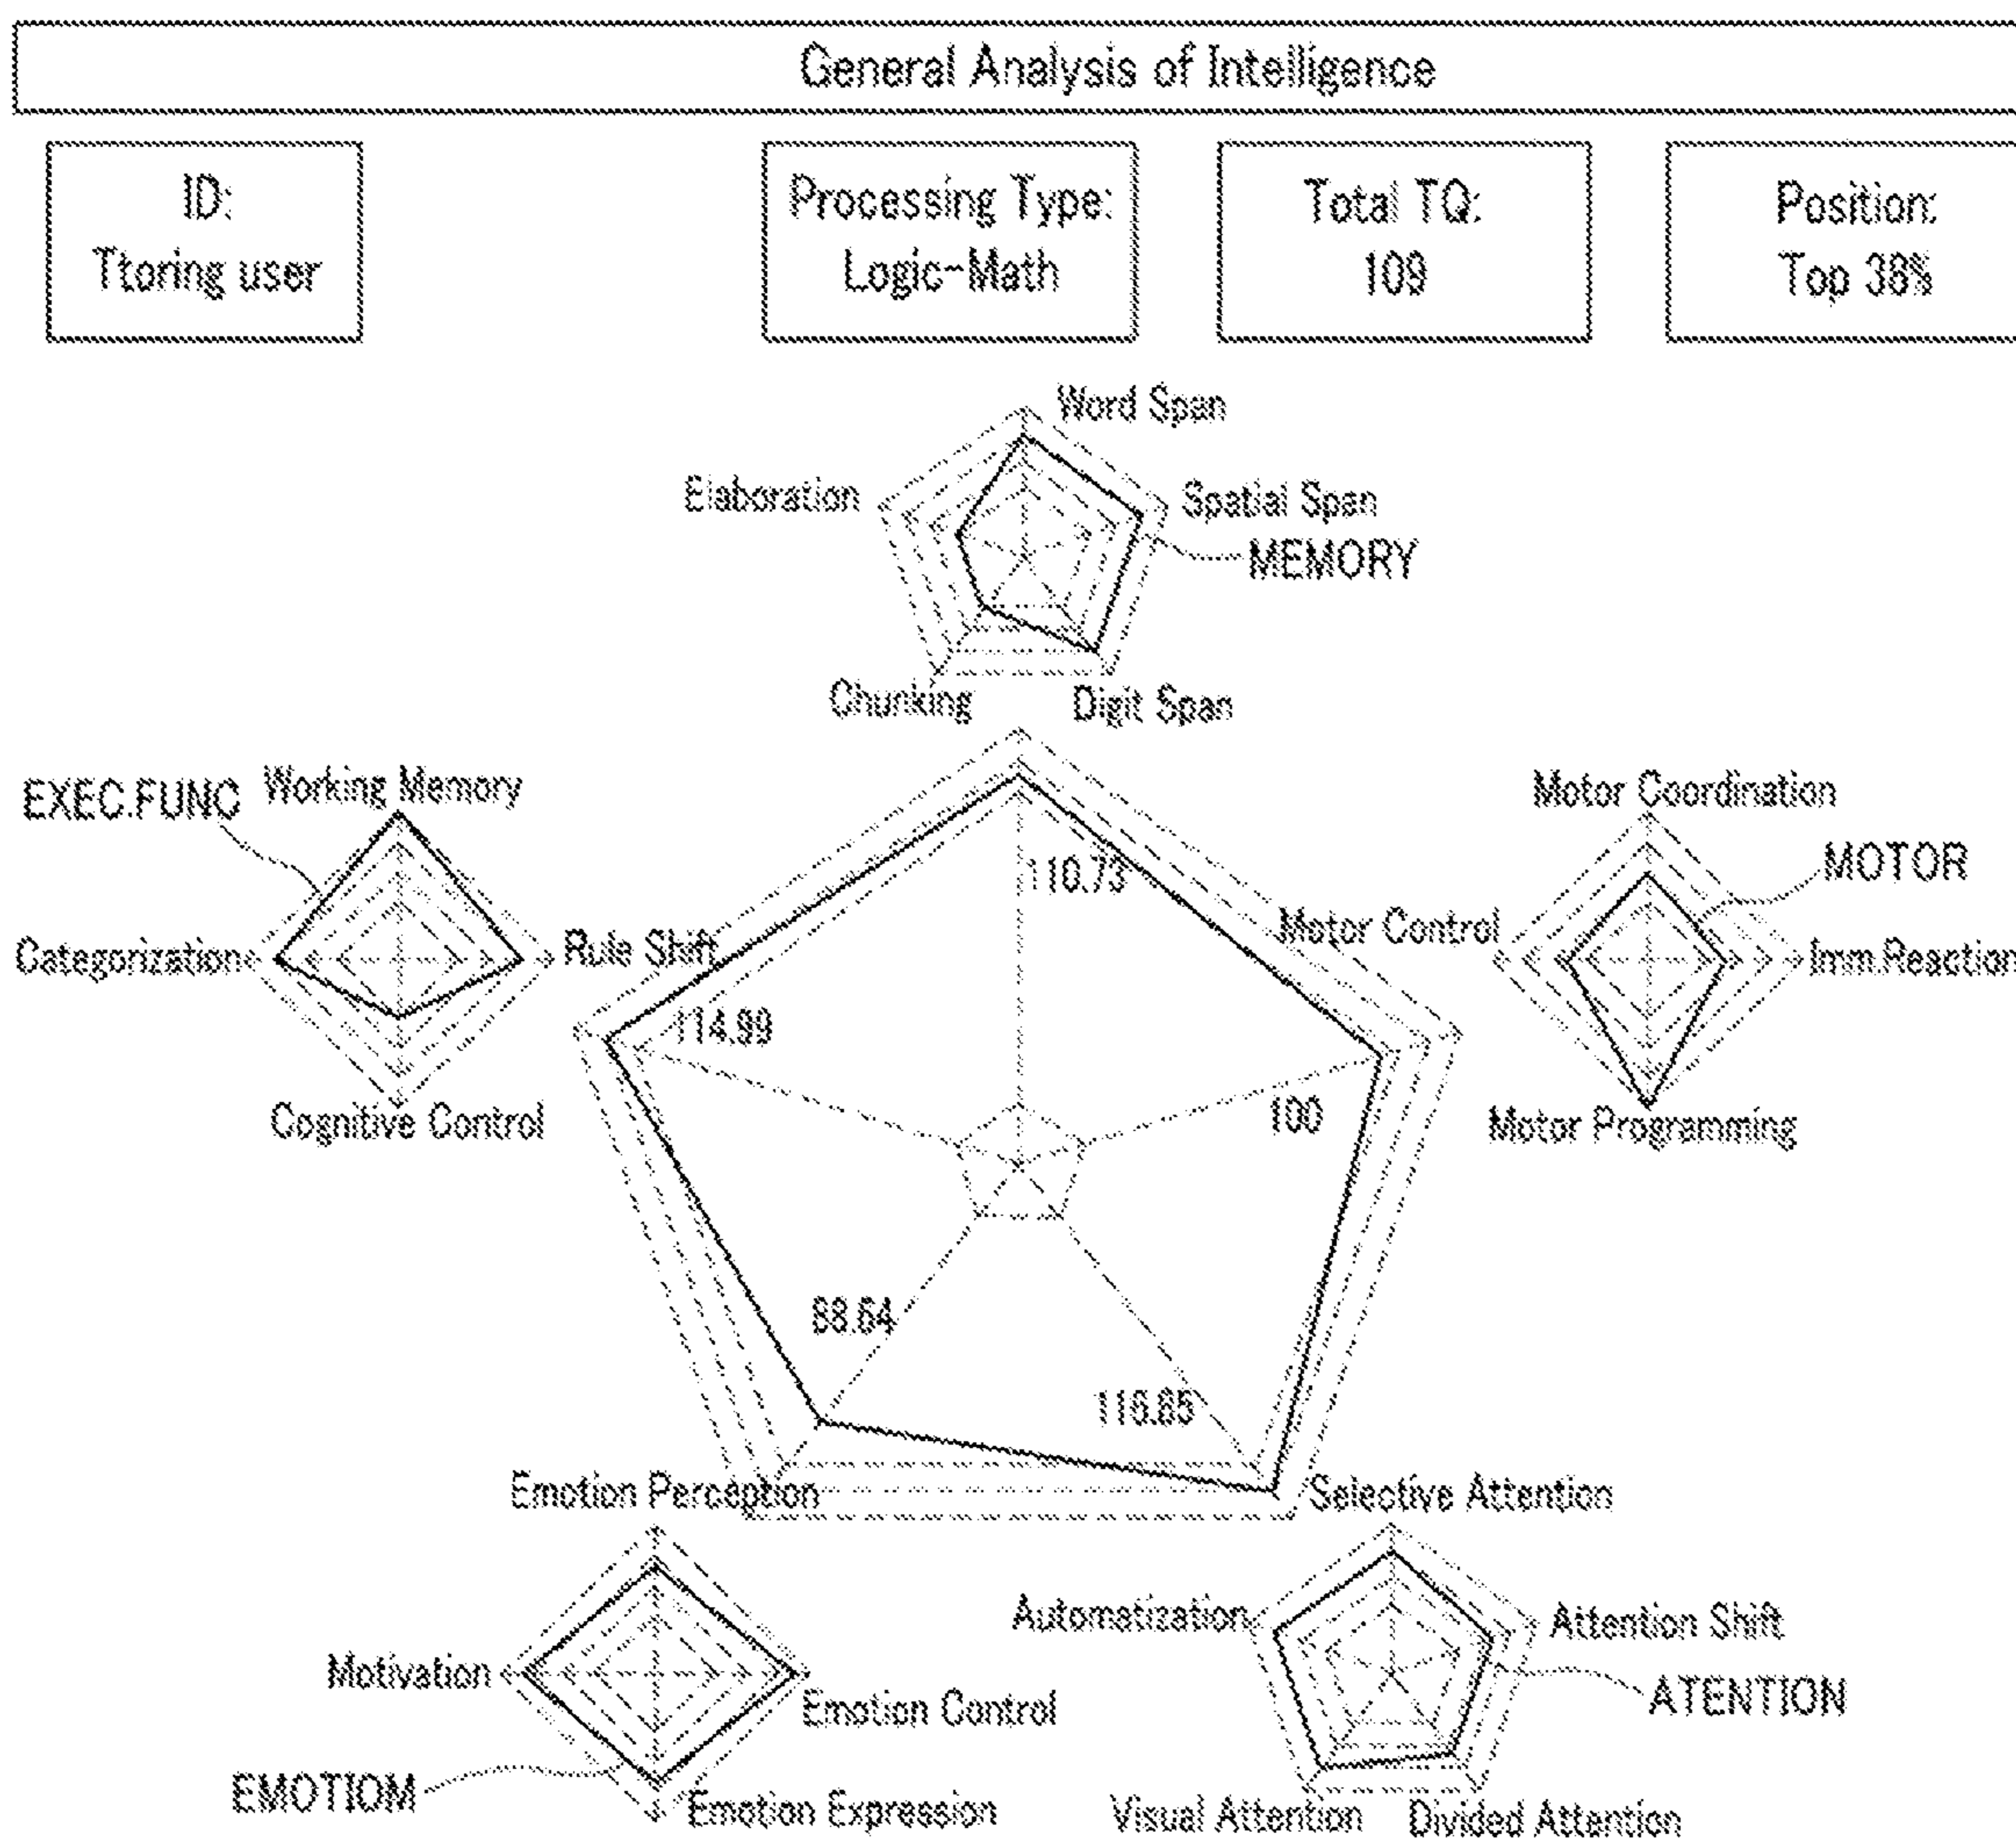 General Analysis of Intelligence
ID:
Ttoring user
Processing Type:
Logic-Math
Total TQ:
109
Position:
Top 38%
Word Span
Elaboration
Spatial Span
MEMORY
Chunking
Digit Span
EXEC.FUNC
Working Memory
Motor Coordination
MOTOR
110.73
Categorization
Rule Shift
Motor Control
Imm.Reaction
114.99
Cognitive Control
100
Motor Programming
88.64
116.65
Emotion Perception
Selective Attention
Automatization
Attention Shift
Motivation
Emotion Control
ATENTION
EMOTIOM
Emotion Expression
Visual Attention
Divided Attention